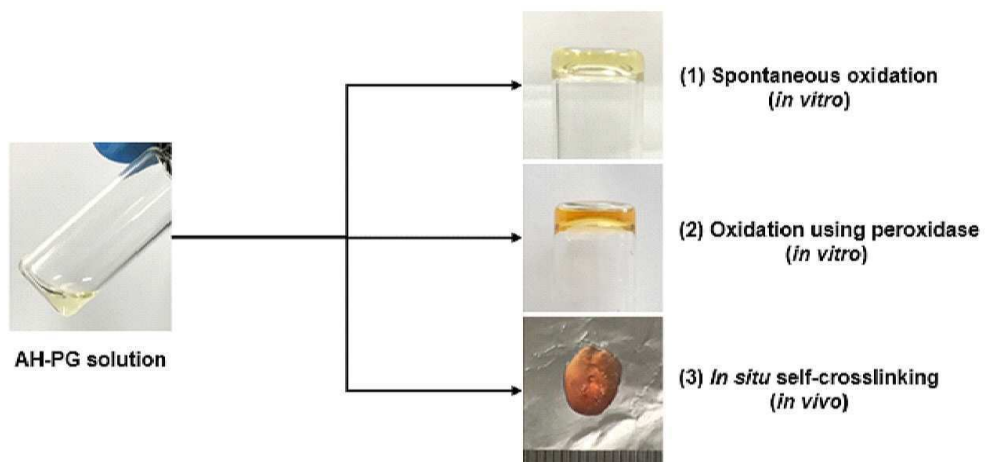 (1) Spontaneous oxidation
(in vitro)
(2) Oxidation using peroxidase
(in vitro)
AH-PG solution
(3) In situ self-crosslinking
(in vivo)